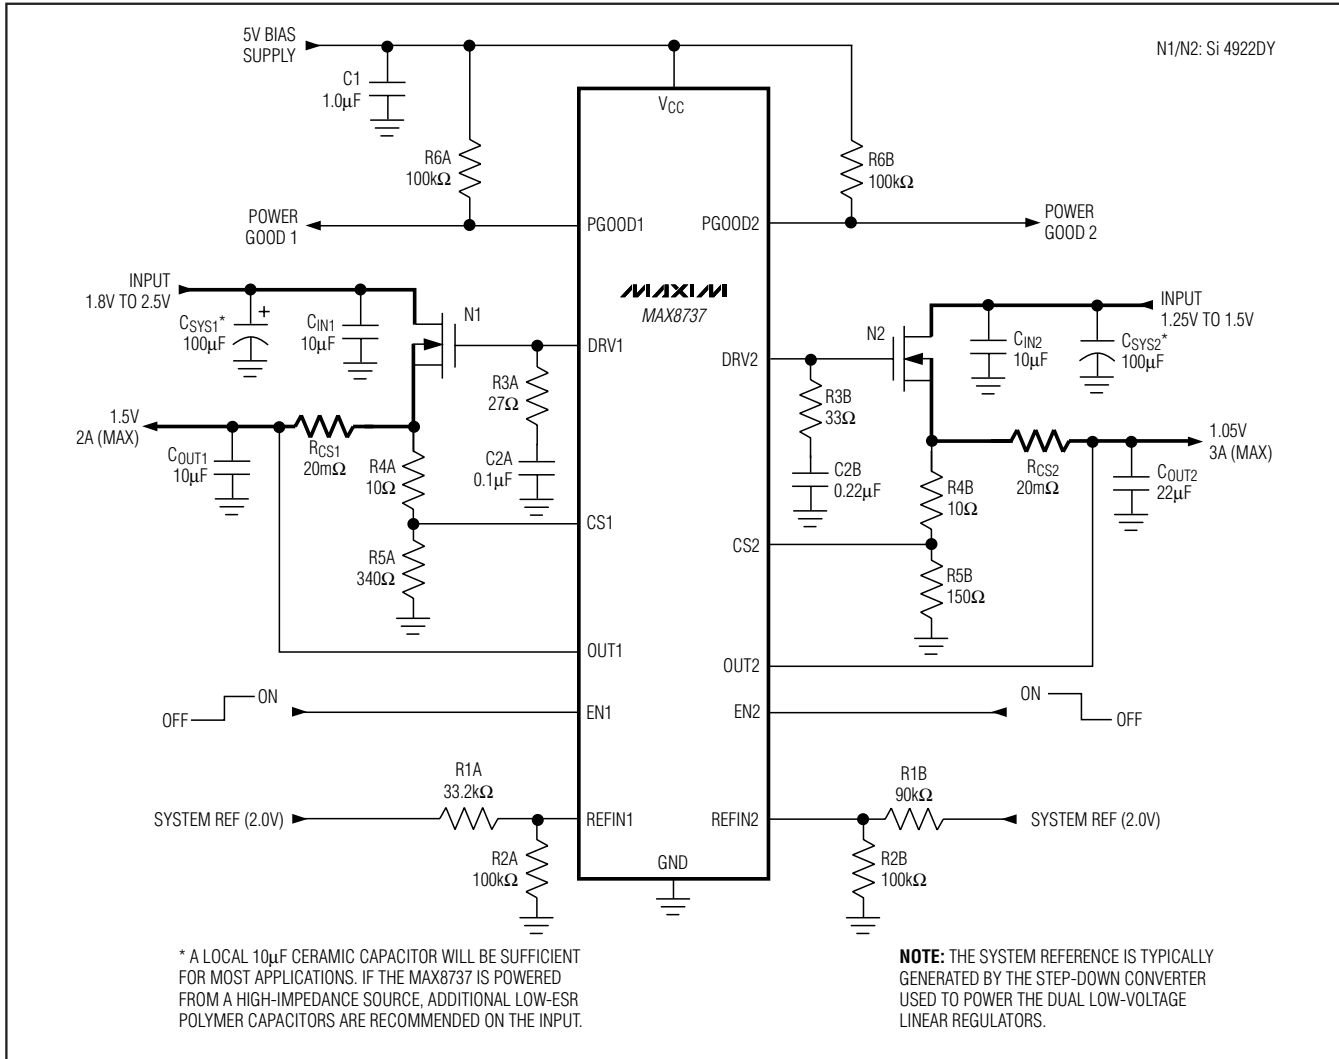 5V BIAS
SUPPLY
N1/N2: Si 4922DY
C1
1.0µF
VCC
R6A
100kΩ
R6B
100kΩ
POWER
GOOD 1
PGOOD1
PGOOD2
POWER
GOOD 2
INPUT
1.8V TO 2.5V
MAXIM
MAX8737
INPUT
1.25V TO 1.5V
CSYS1*
100µF
+
CIN1
10µF
N1
DRV1
DRV2
N2
CIN2
10µF
CSYS2*
100µF
R3A
27Ω
R3B
33Ω
1.5V
2A (MAX)
COUT1
10µF
RCS1
20mΩ
R4A
10Ω
C2A
0.1µF
C2B
0.22µF
R4B
10Ω
RCS2
20mΩ
COUT2
22µF
1.05V
3A (MAX)
CS1
CS2
R5A
340Ω
R5B
150Ω
OUT1
OUT2
OFF
ON
EN1
EN2
ON
OFF
R1A
33.2kΩ
R1B
90kΩ
SYSTEM REF (2.0V)
REFIN1
REFIN2
SYSTEM REF (2.0V)
R2A
100kΩ
GND
R2B
100kΩ
* A LOCAL 10µF CERAMIC CAPACITOR WILL BE SUFFICIENT
FOR MOST APPLICATIONS. IF THE MAX8737 IS POWERED
FROM A HIGH-IMPEDANCE SOURCE, ADDITIONAL LOW-ESR
POLYMER CAPACITORS ARE RECOMMENDED ON THE INPUT.
NOTE: THE SYSTEM REFERENCE IS TYPICALLY
GENERATED BY THE STEP-DOWN CONVERTER
USED TO POWER THE DUAL LOW-VOLTAGE
LINEAR REGULATORS.